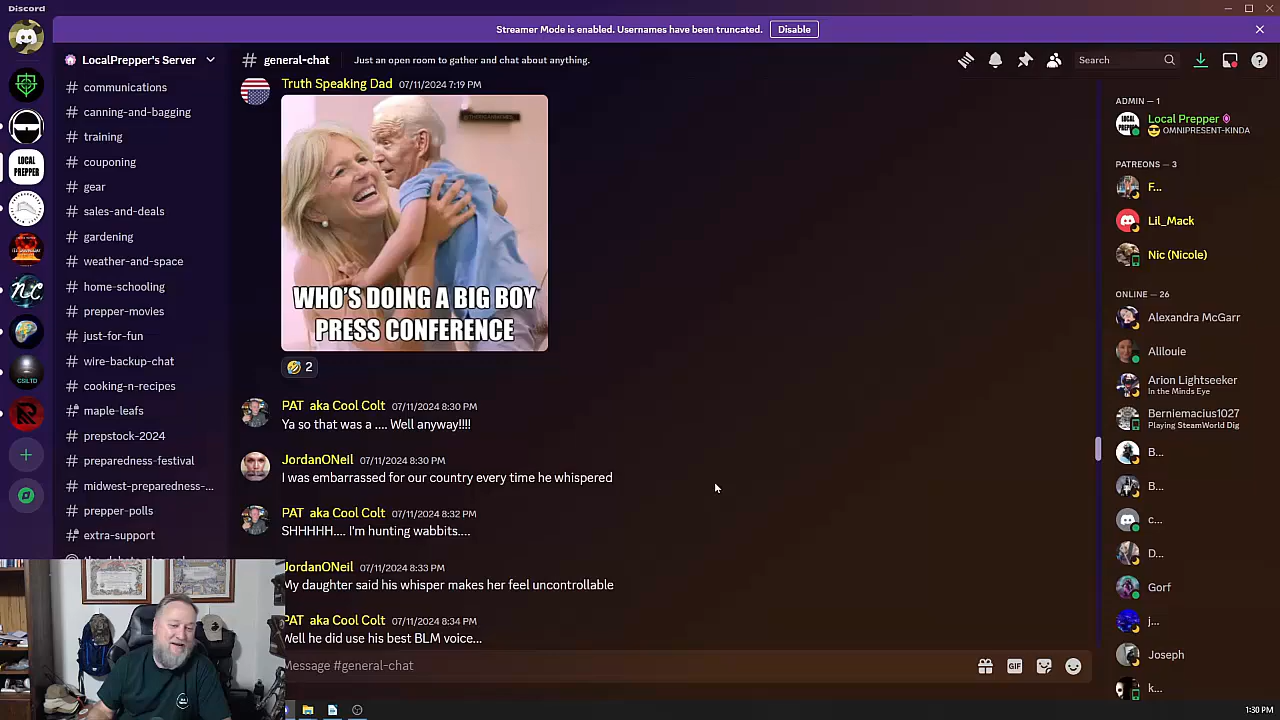 Discord
Streamer Mode is enabled. Usernames have been truncated.
Disable
LocalPrepper's Server
# general-chat
Just an open room to gather and chat about anything.
Search
# communications
# canning-and-bagging
# training
# couponing
# gear
# sales-and-deals
# gardening
# weather-and-space
# home-schooling
# prepper-movies
# just-for-fun
# wire-backup-chat
# cooking-n-recipes
# maple-leafs
# prepstock-2024
# preparedness-festival
# midwest-preparedness-...
# prepper-polls
# extra-support
LOCAL
PREPPER
CSILTD
Truth Speaking Dad 07/11/2024 7:19 PM
WHO'S DOING A BIG BOY
PRESS CONFERENCE
2
PAT aka Cool Colt 07/11/2024 8:30 PM
Ya so that was a .... Well anyway!!!!
JordanONeil 07/11/2024 8:30 PM
I was embarrassed for our country every time he whispered
PAT aka Cool Colt 07/11/2024 8:32 PM
SHHHHH.... I'm hunting wabbits....
JordanONeil 07/11/2024 8:33 PM
My daughter said his whisper makes her feel uncontrollable
PAT aka Cool Colt 07/11/2024 8:34 PM
Well he did use his best BLM voice...
Message #general-chat
GIF
ADMIN — 1
Local Prepper
OMNIPRESENT-KINDA
PATREONS — 3
F...
Lil_Mack
Nic (Nicole)
ONLINE — 26
Alexandra McGarr
Alilouie
Arion Lightseeker
In the Minds Eye
Berniemacius1027
Playing SteamWorld Dig
B...
B...
c...
D...
Gorf
j...
Joseph
k...
1:30 PM